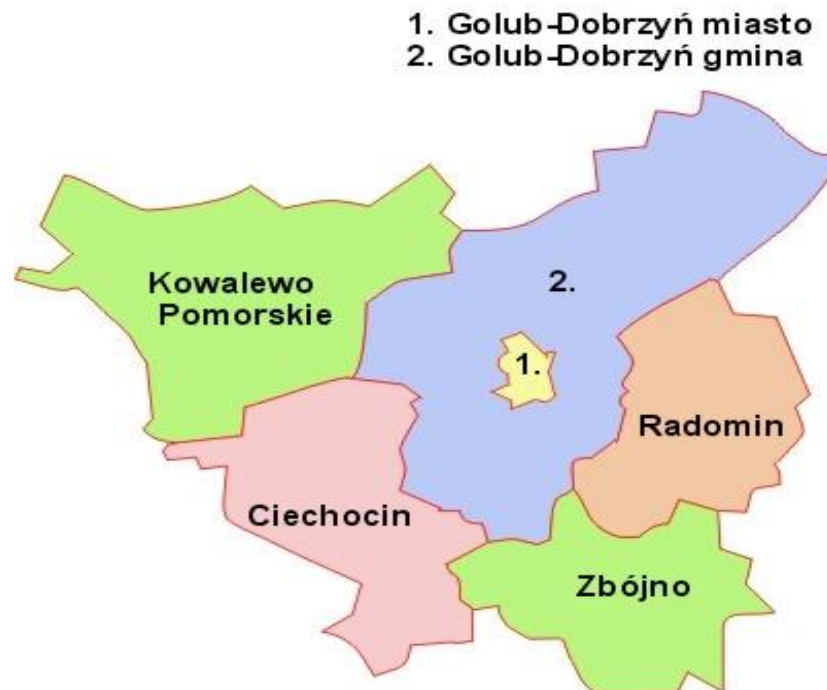 1. Golub-Dobrzyń miasto
2. Golub-Dobrzyń gmina
Kowalewo
Pomorskie
2.
1.
Radomin
Ciechocin
Zbójno